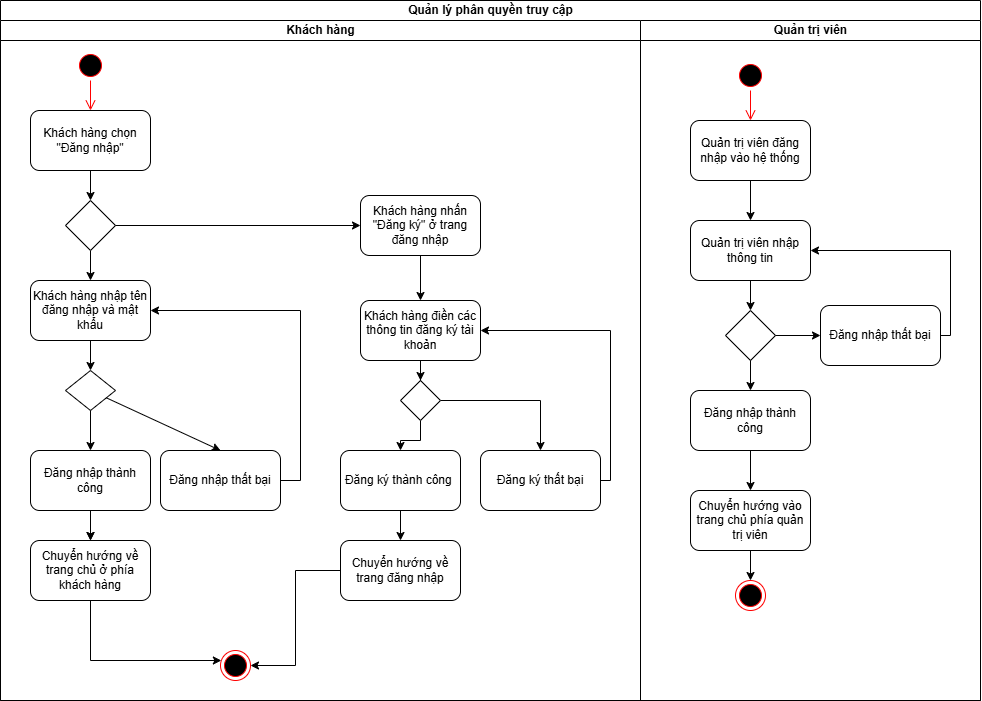 Quản lý phân quyền truy cập
Khách hàng
Quản trị viên
Khách hàng chọn
"Đăng nhập"
Khách hàng nhấn
"Đăng ký" ở trang
đăng nhập
Khách hàng nhập tên
đăng nhập và mật
khẩu
Khách hàng điền các
thông tin đăng ký tài
khoản
Đăng nhập thành
công
Đăng nhập thất bại
Đăng ký thành công
Đăng ký thất bại
Chuyển hướng về
trang chủ ở phía
khách hàng
Chuyển hướng về
trang đăng nhập
Quản trị viên đăng
nhập vào hệ thống
Quản trị viên nhập
thông tin
Đăng nhập thất bại
Đăng nhập thành
công
Chuyển hướng vào
trang chủ phía quản
trị viên